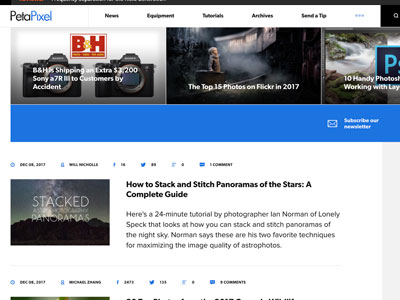 PetaPixel
News
Equipment
Tutorials
Archives
Send a Tip
B&H
B&H is Shipping an Extra $3,200
Sony a7R III to Customers by
Accident
The Top 15 Photos on Flickr in 2017
10 Handy Photosh
Working with Lay
Subscribe our
newsletter
DEC 08, 2017
WILL NICHOLLS
16
89
0
1 COMMENT
STACKED
PANORAMAS
How to Stack and Stitch Panoramas of the Stars: A
Complete Guide
Here's a 24-minute tutorial by photographer Ian Norman of Lonely
Speck that looks at how you can stack and stitch panoramas of
the night sky. Norman says these are his two favorite techniques
for maximizing the image quality of astrophotos.
DEC 08, 2017
MICHAEL ZHANG
2473
133
0
9 COMMENTS